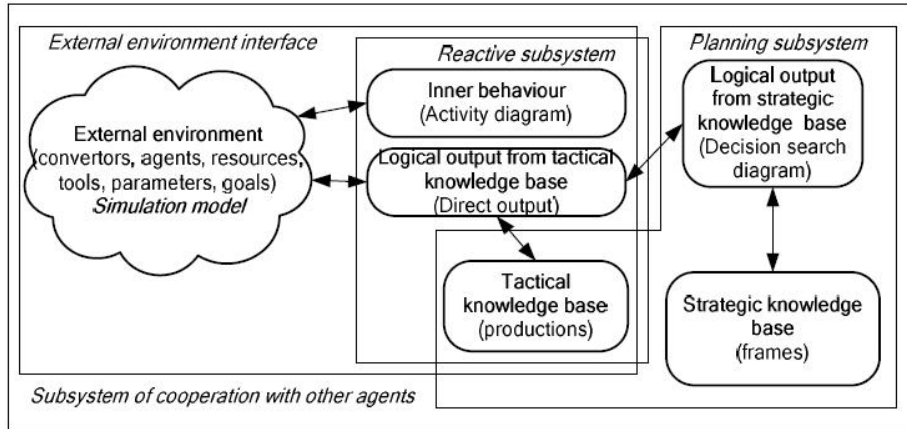 External environment interface
Reactive subsystem
Planning subsystem
Inner behaviour
(Activity diagram)
External environment
(convertors, agents, resources,
tools, parameters, goals)
Simulation model
Logical output from tactical
knowledge base
(Direct output)
Logical output
from strategic
knowledge base
(Decision search
diagram)
Tactical
knowledge base
(productions)
Strategic knowledge
base
(frames)
Subsystem of cooperation with other agents